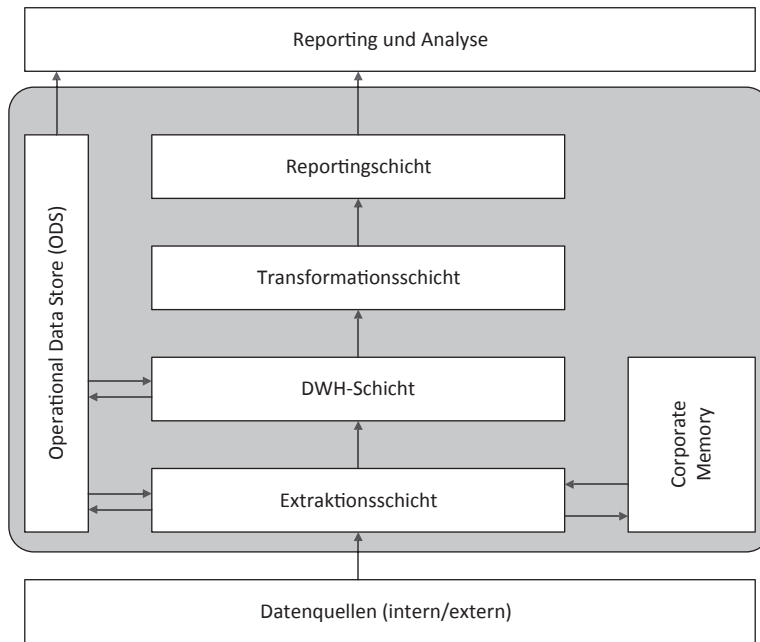 Reporting und Analyse
Reportingschicht
Transformationsschicht
Operational Data Store (ODS)
DWH-Schicht
Corporate
Memory
Extraktionsschicht
Datenquellen (intern/extern)